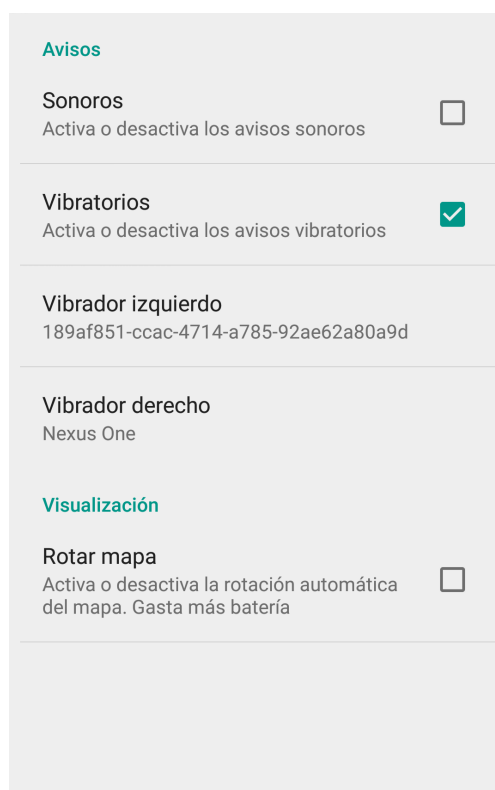 Avisos
Sonoros
Activa o desactiva los avisos sonoros
Vibratorios
Activa o desactiva los avisos vibratorios
Vibrador izquierdo
189af851-ccac-4714-a785-92ae62a80a9d
Vibrador derecho
Nexus One
Visualización
Rotar mapa
Activa o desactiva la rotación automática
del mapa. Gasta más batería